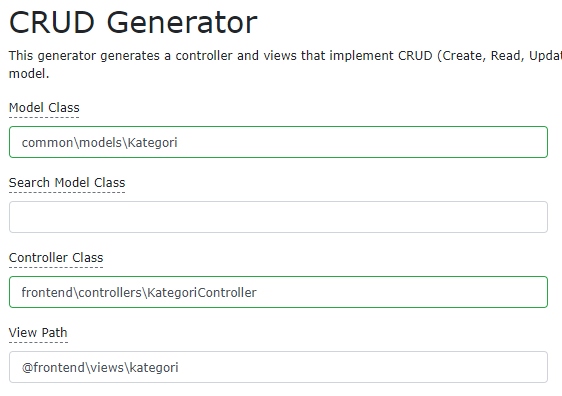 CRUD Generator
This generator generates a controller and views that implement CRUD (Create, Read, Updat
model.
Model Class
common\models\Kategori
Search Model Class
Controller Class
frontend\controllers\KategoriController
View Path
@frontend\views\kategori